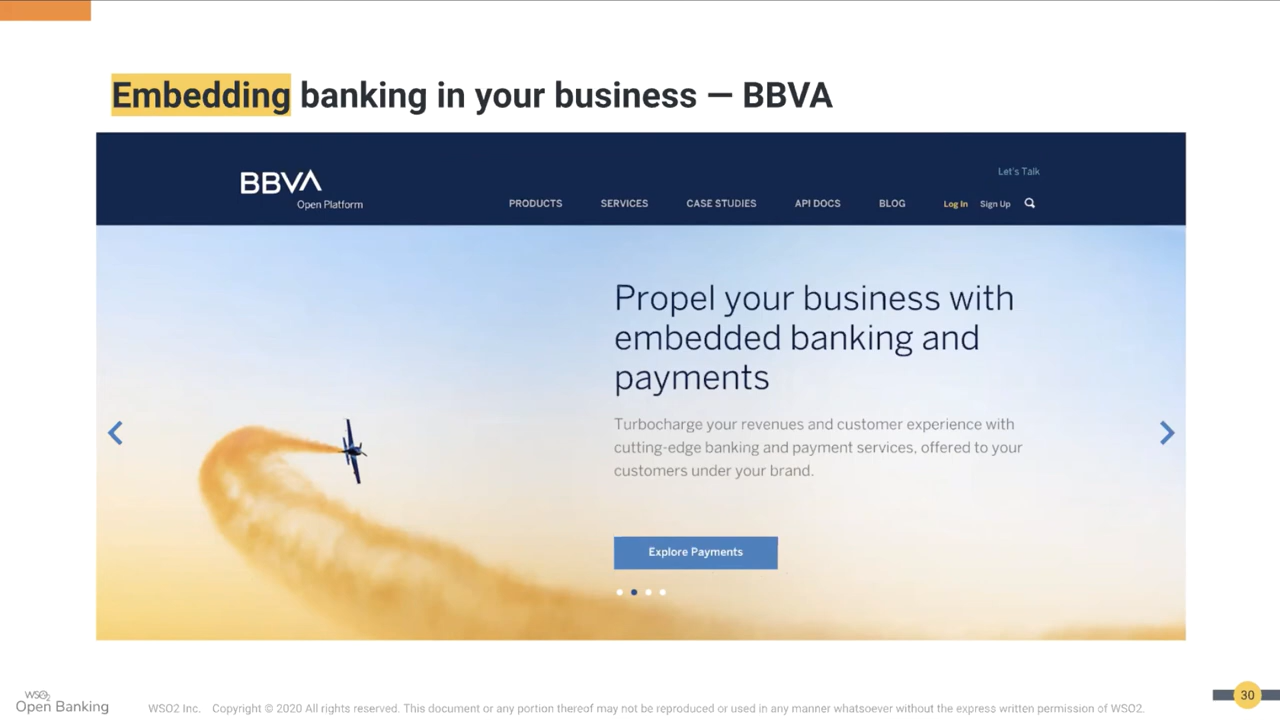 Embedding banking in your business — BBVA
BBVA
Open Platform
Let's Talk
PRODUCTS SERVICES CASE STUDIES API DOCS BLOG Log In Sign Up
Propel your business with
embedded banking and
payments
Turbocharge your revenues and customer experience with
cutting-edge banking and payment services, offered to your
customers under your brand.
Explore Payments
WSO2
Open Banking
WSO2 Inc. Copyright © 2020 All rights reserved. This document or any portion thereof may not be reproduced or used in any manner whatsoever without the express written permission of WSO2.
30